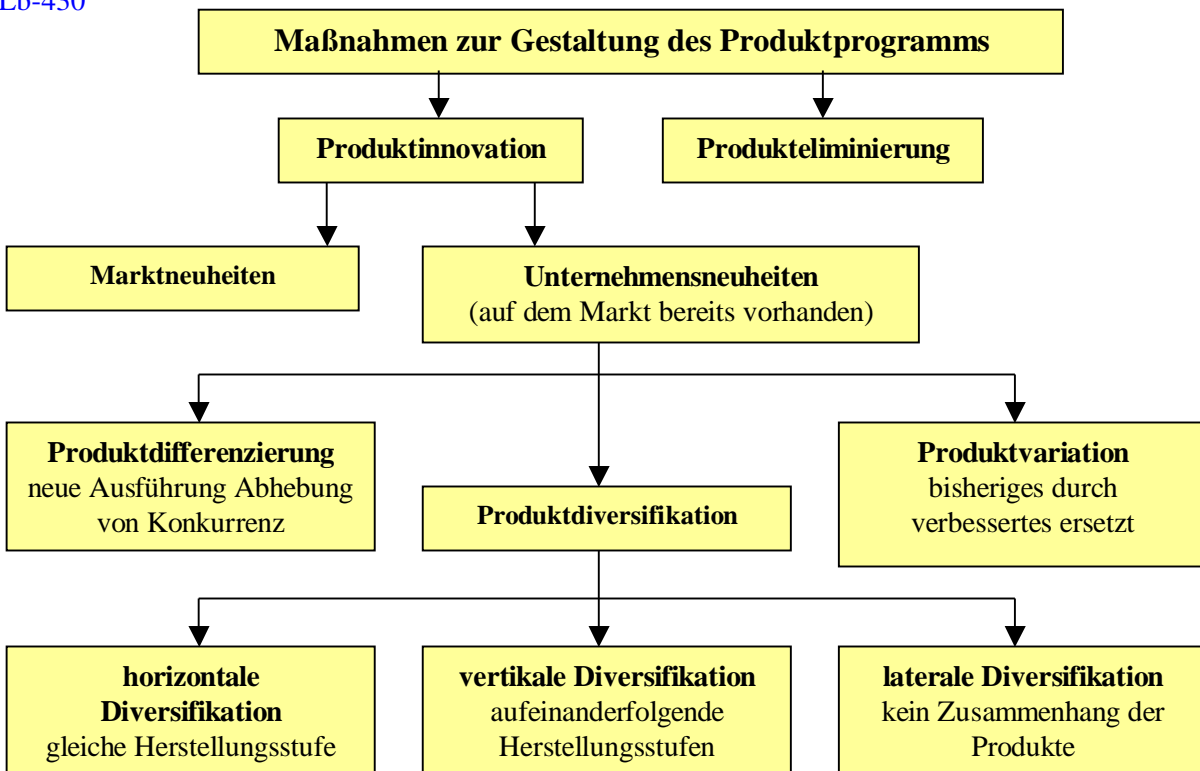 Lb-430
Maßnahmen zur Gestaltung des Produktprogramms
Produktinnovation
Produkteliminierung
Marktneuheiten
Unternehmensneuheiten
(auf dem Markt bereits vorhanden)
Produktdifferenzierung
neue Ausführung Abhebung
von Konkurrenz
Produktdiversifikation
Produktvariation
bisheriges durch
verbessertes ersetzt
horizontale
Diversifikation
gleiche Herstellungsstufe
vertikale Diversifikation
aufeinanderfolgende
Herstellungsstufen
laterale Diversifikation
kein Zusammenhang der
Produkte